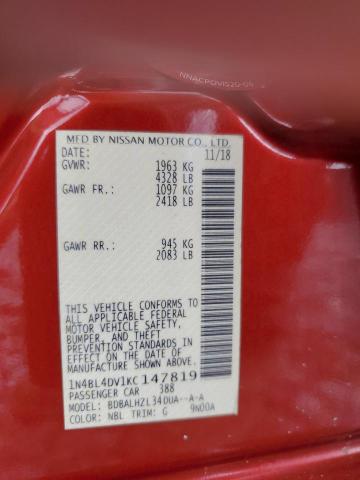 NNACPDVIS20-04
MFD BY NISSAN MOTOR CO., LTD.
DATE: 11/18
GVWR: 1963 KG
4328 LB
GAWR FR.: 1097 KG
2418 LB
GAWR RR.: 945 KG
2083 LB
THIS VEHICLE CONFORMS TO
ALL APPLICABLE FEDERAL
MOTOR VEHICLE SAFETY,
BUMPER, AND THEFT
PREVENTION STANDARDS IN
EFFECT ON THE DATE OF
MANUFACTURE SHOWN ABOVE.
1N4BL4DV1KC147819
PASSENGER CAR 388
MODEL: BDBALHZL34DUA--A-A
COLOR: NBL TRIM: G 9N00A